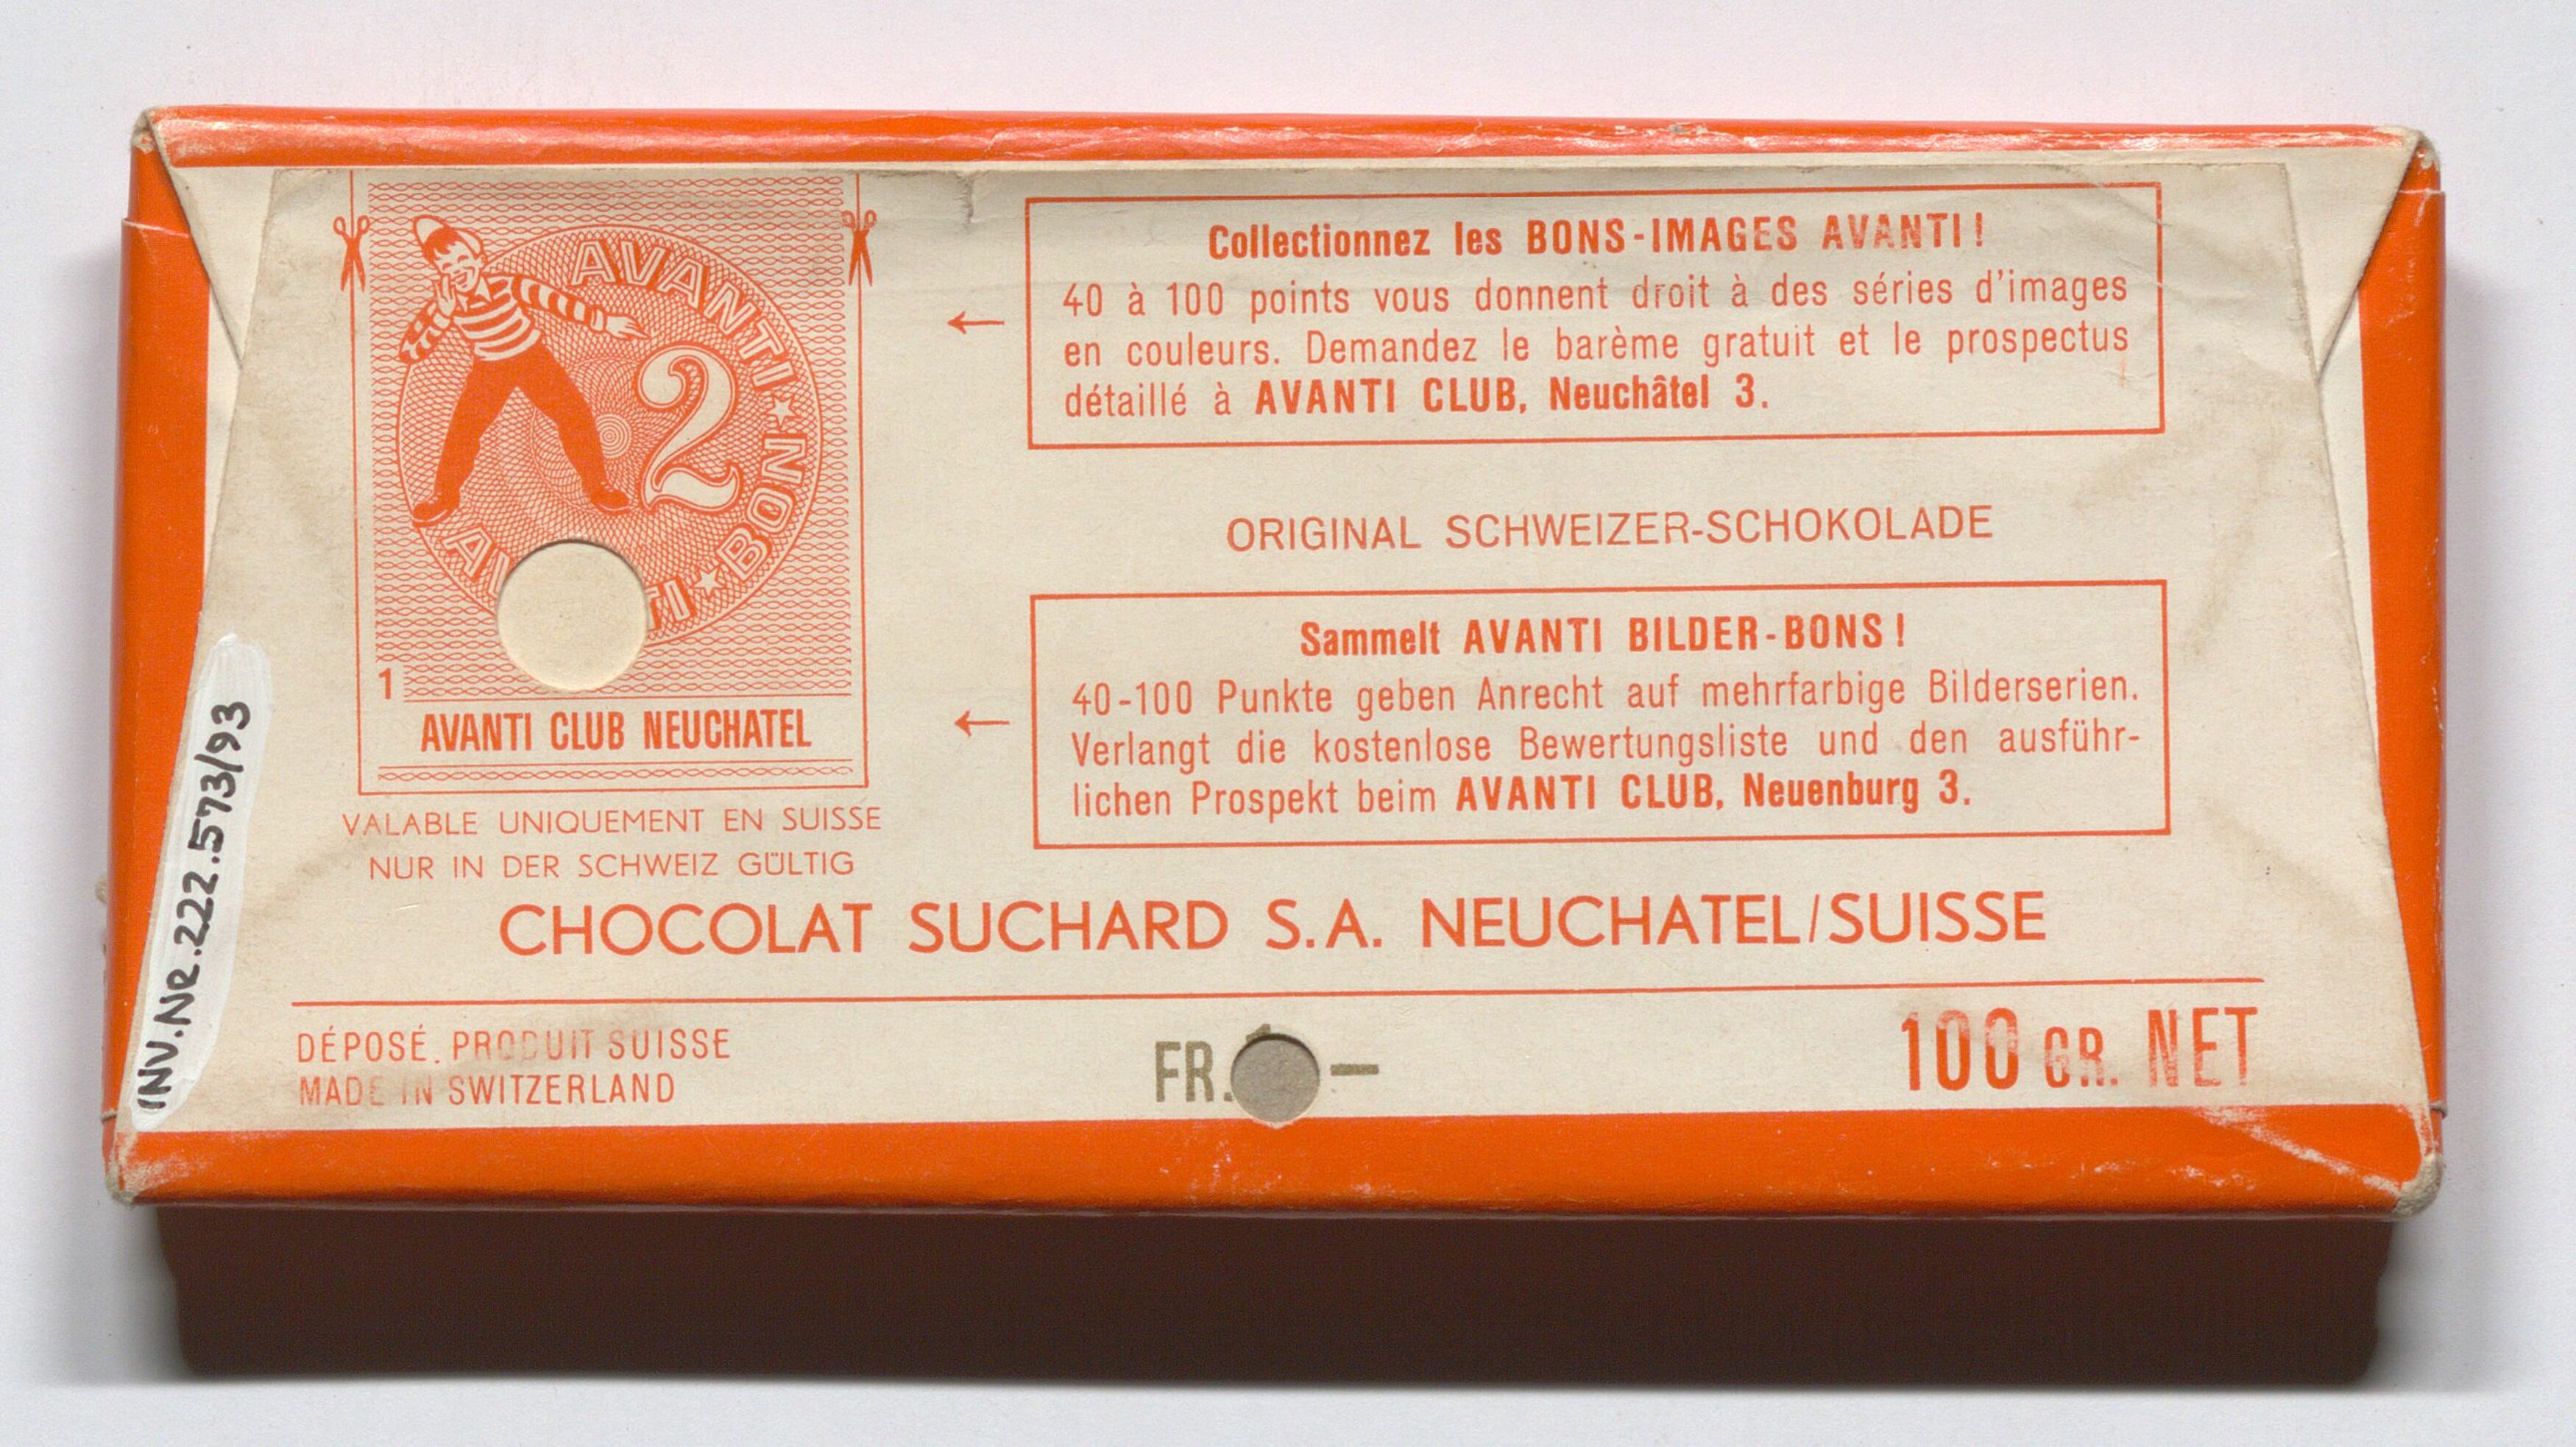 AVANTI ★ BON ★
2
1
AVANTI CLUB NEUCHATEL
VALABLE UNIQUEMENT EN SUISSE
NUR IN DER SCHWEIZ GÜLTIG
Collectionnez les BONS-IMAGES AVANTI!
40 à 100 points vous donnent droit à des séries d'images
en couleurs. Demandez le barème gratuit et le prospectus
détaillé à AVANTI CLUB, Neuchâtel 3.
ORIGINAL SCHWEIZER-SCHOKOLADE
Sammelt AVANTI BILDER-BONS!
40-100 Punkte geben Anrecht auf mehrfarbige Bilderserien.
Verlangt die kostenlose Bewertungsliste und den ausführ-
lichen Prospekt beim AVANTI CLUB, Neuenburg 3.
CHOCOLAT SUCHARD S.A. NEUCHATEL/SUISSE
DÉPOSÉ. PRODUIT SUISSE
MADE IN SWITZERLAND
FR.
100 GR. NET
INV.NR.222.573/93